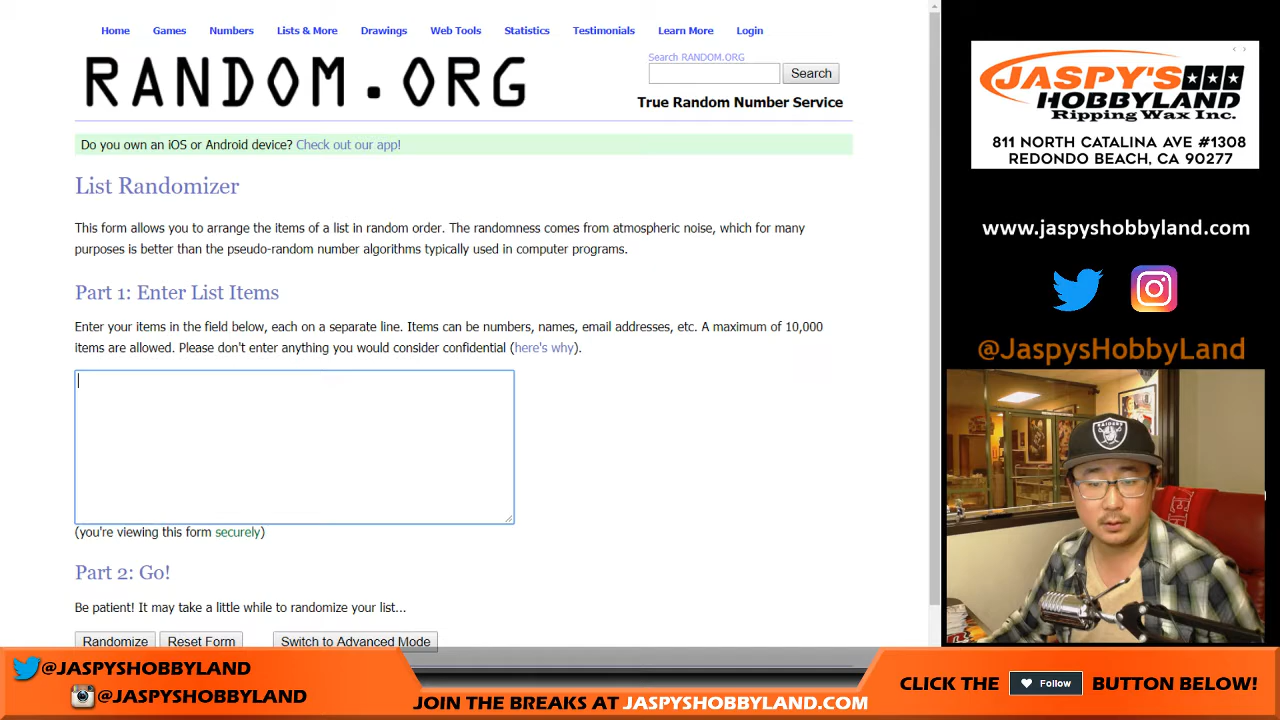 Home Games Numbers Lists & More Drawings Web Tools Statistics Testimonials Learn More Login
RANDOM.ORG
Search RANDOM.ORG
Search
True Random Number Service
Do you own an iOS or Android device? Check out our app!
List Randomizer
This form allows you to arrange the items of a list in random order. The randomness comes from atmospheric noise, which for many
purposes is better than the pseudo-random number algorithms typically used in computer programs.
Part 1: Enter List Items
Enter your items in the field below, each on a separate line. Items can be numbers, names, email addresses, etc. A maximum of 10,000
items are allowed. Please don't enter anything you would consider confidential (here's why).
(you're viewing this form securely)
Part 2: Go!
Be patient! It may take a little while to randomize your list...
Randomize Reset Form Switch to Advanced Mode
JASPY'S
HOBBYLAND
Ripping Wax Inc.
811 NORTH CATALINA AVE #1308
REDONDO BEACH, CA 90277
www.jaspyshobbyland.com
@JaspysHobbyLand
RAIDERS
@JASPYSHOBBYLAND
@JASPYSHOBBYLAND
JOIN THE BREAKS AT JASPYSHOBBYLAND.COM
CLICK THE Follow BUTTON BELOW!